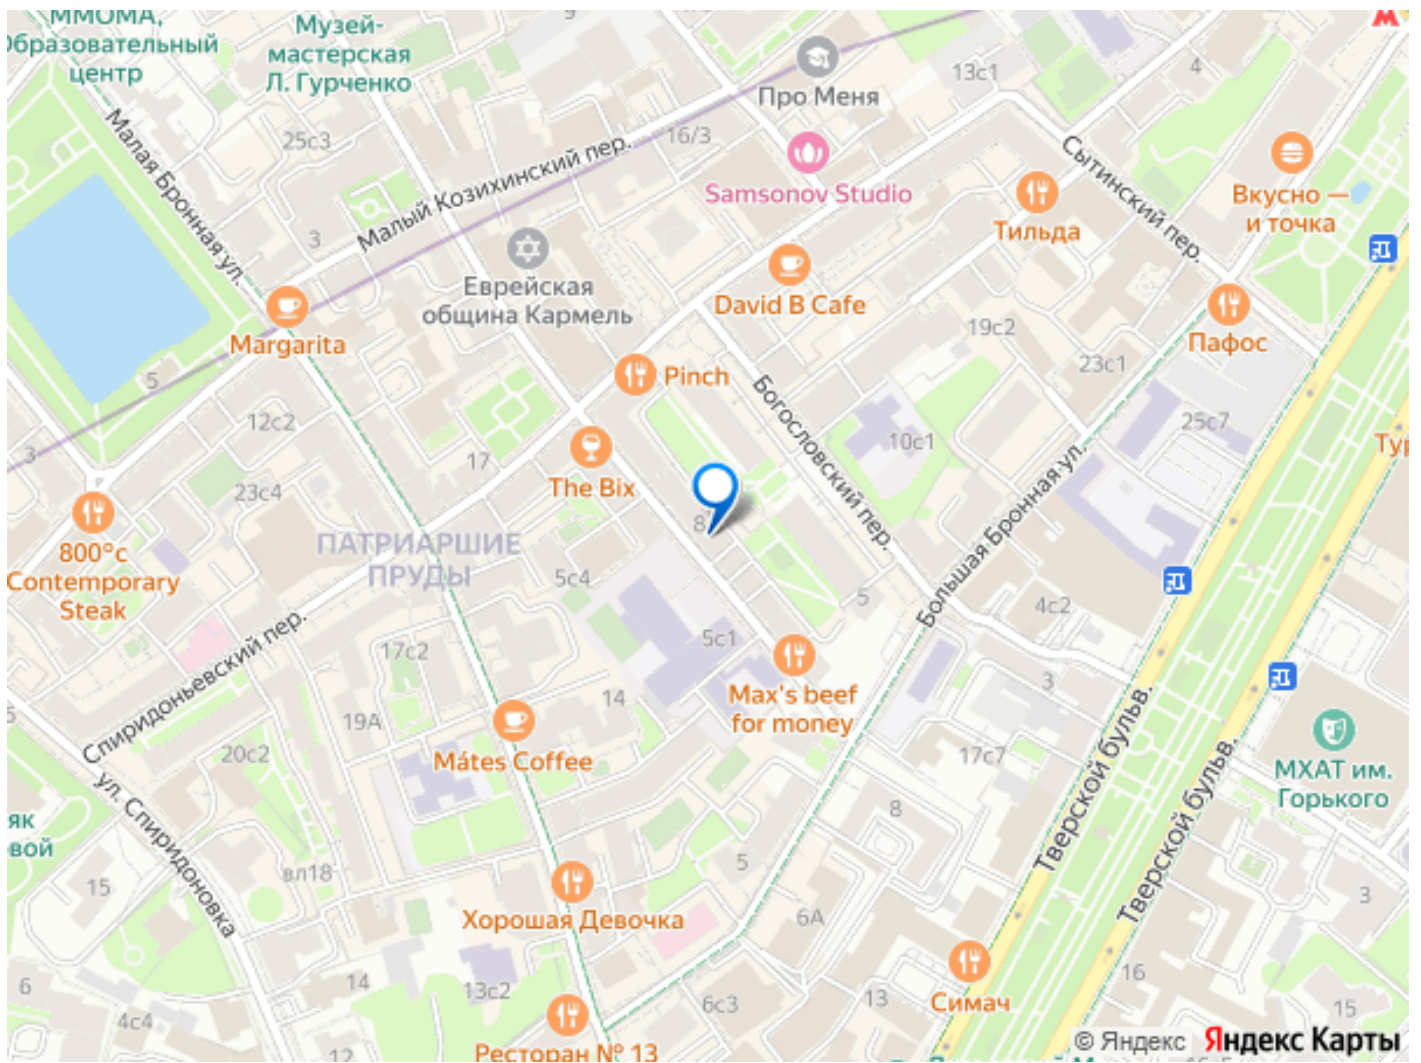 ММОМА,
Образовательный
центр
Музей-
мастерская
Л. Гурченко
9
Про Меня
13с1
4
25с3
16/3
Малая Бронная ул.
Малый Козихинский пер.
Samsonov Studio
Сытинский пер.
Вкусно —
и точка
Тильда
3
Еврейская
община Кармель
David B Cafe
Margarita
19с2
Пафос
5
Pinch
23с1
Богословский пер.
12с2
10с1
25с7
3
17
The Bix
Тур
23с4
8
Большая Бронная ул.
ПАТРИАРШИЕ
ПРУДЫ
800°c
Contemporary
Steak
5с4
5
4с2
Спиридоньевский пер.
17с2
5с1
3
Max's beef
for money
14
19А
20с2
Mátes Coffee
17с7
МХАТ им.
Горького
Тверской бульв.
Тверской бульв.
ул. Спиридоновка
як
вой
8
15
вл18
5
3
Хорошая Девочка
6А
6
14
13с2
16
Симач
13
6с3
15
4с4
12
Ресторан № 13
© Яндекс Яндекс Карты